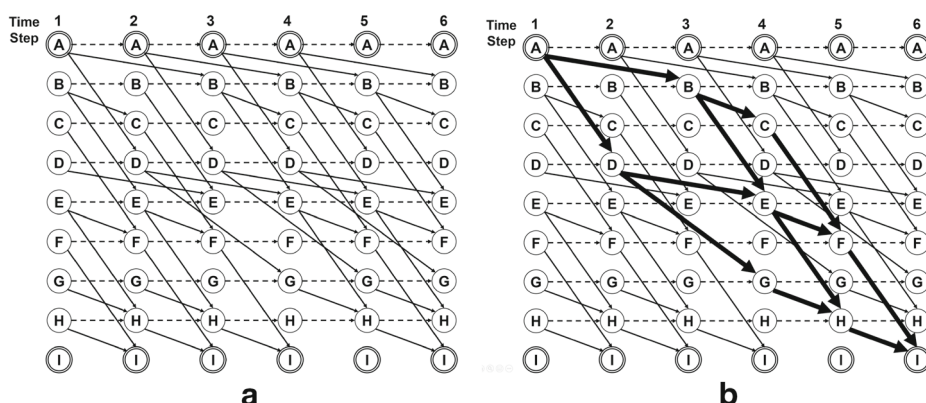 Time Step 1 2 3 4 5 6
A A A A A A
B B B B B B
C C C C C C
D D D D D D
E E E E E E
F F F F F F
G G G G G G
H H H H H H
I I I I I I
a
Time Step 1 2 3 4 5 6
A A A A A A
B B B B B B
C C C C C C
D D D D D D
E E E E E E
F F F F F F
G G G G G G
H H H H H H
I I I I I I
b